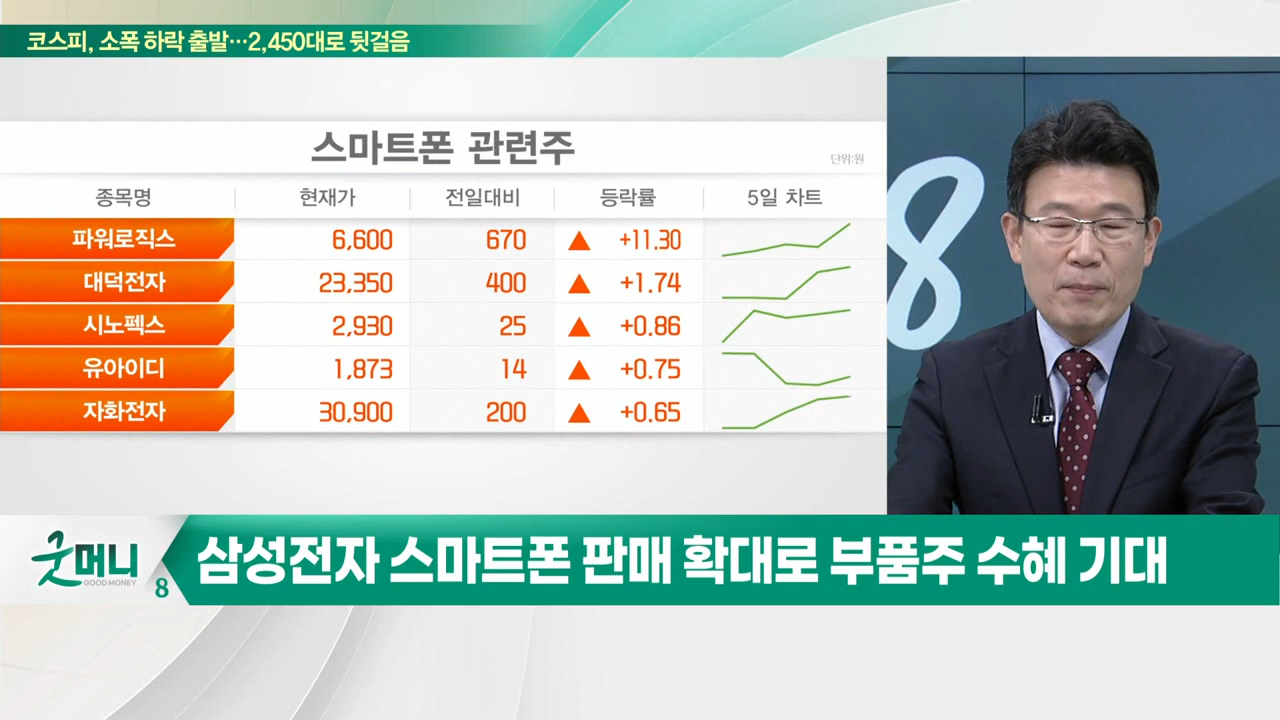 코스피, 소폭 하락 출발…2,450대로 뒷걸음
스마트폰 관련주
단위:원
종목명 현재가 전일대비 등락률 5일 차트
파워로직스 6,600 670 ▲ +11.30
대덕전자 23,350 400 ▲ +1.74
시노펙스 2,930 25 ▲ +0.86
유아이디 1,873 14 ▲ +0.75
자화전자 30,900 200 ▲ +0.65
8
굿머니
GOOD MONEY
8
삼성전자 스마트폰 판매 확대로 부품주 수혜 기대